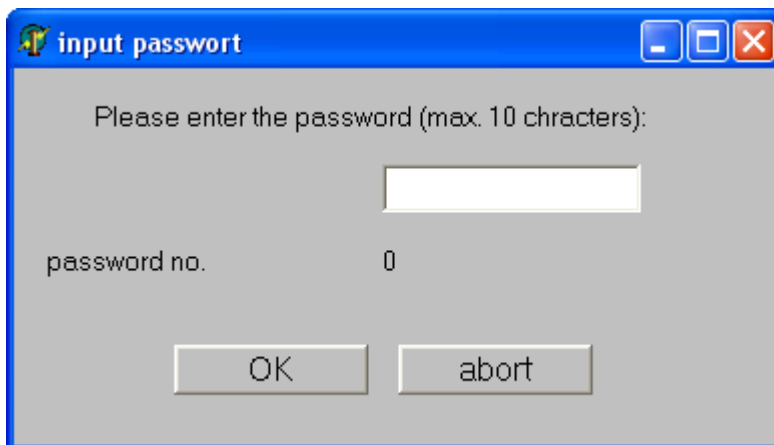 input passwort
Please enter the password (max. 10 chracters):
password no. 0
OK abort